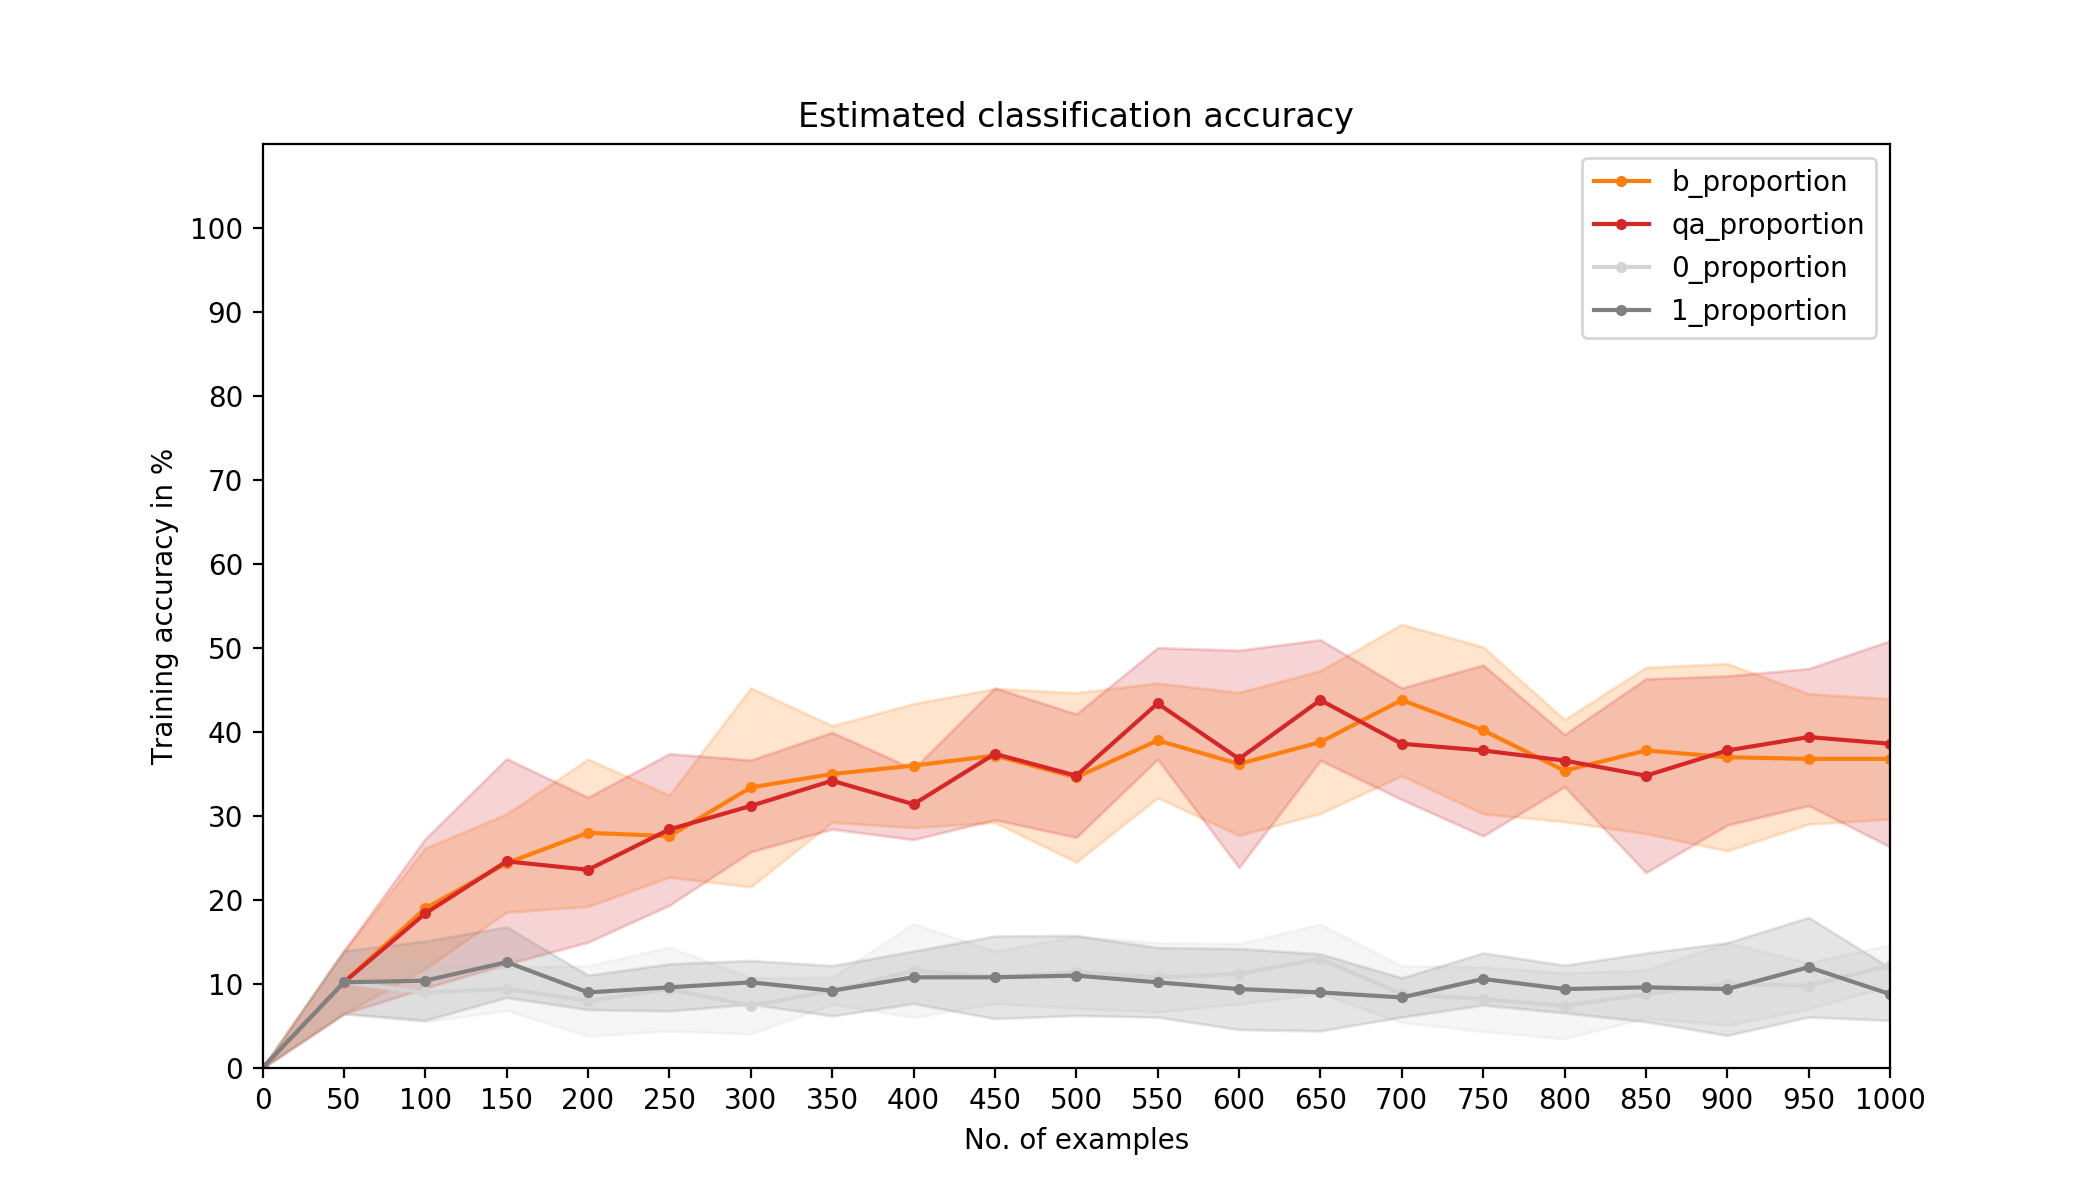 Estimated classification accuracy
b_proportion
qa_proportion
0_proportion
1_proportion
Training accuracy in %
100
90
80
70
60
50
40
30
20
10
0
0 50 100 150 200 250 300 350 400 450 500 550 600 650 700 750 800 850 900 950 1000
No. of examples